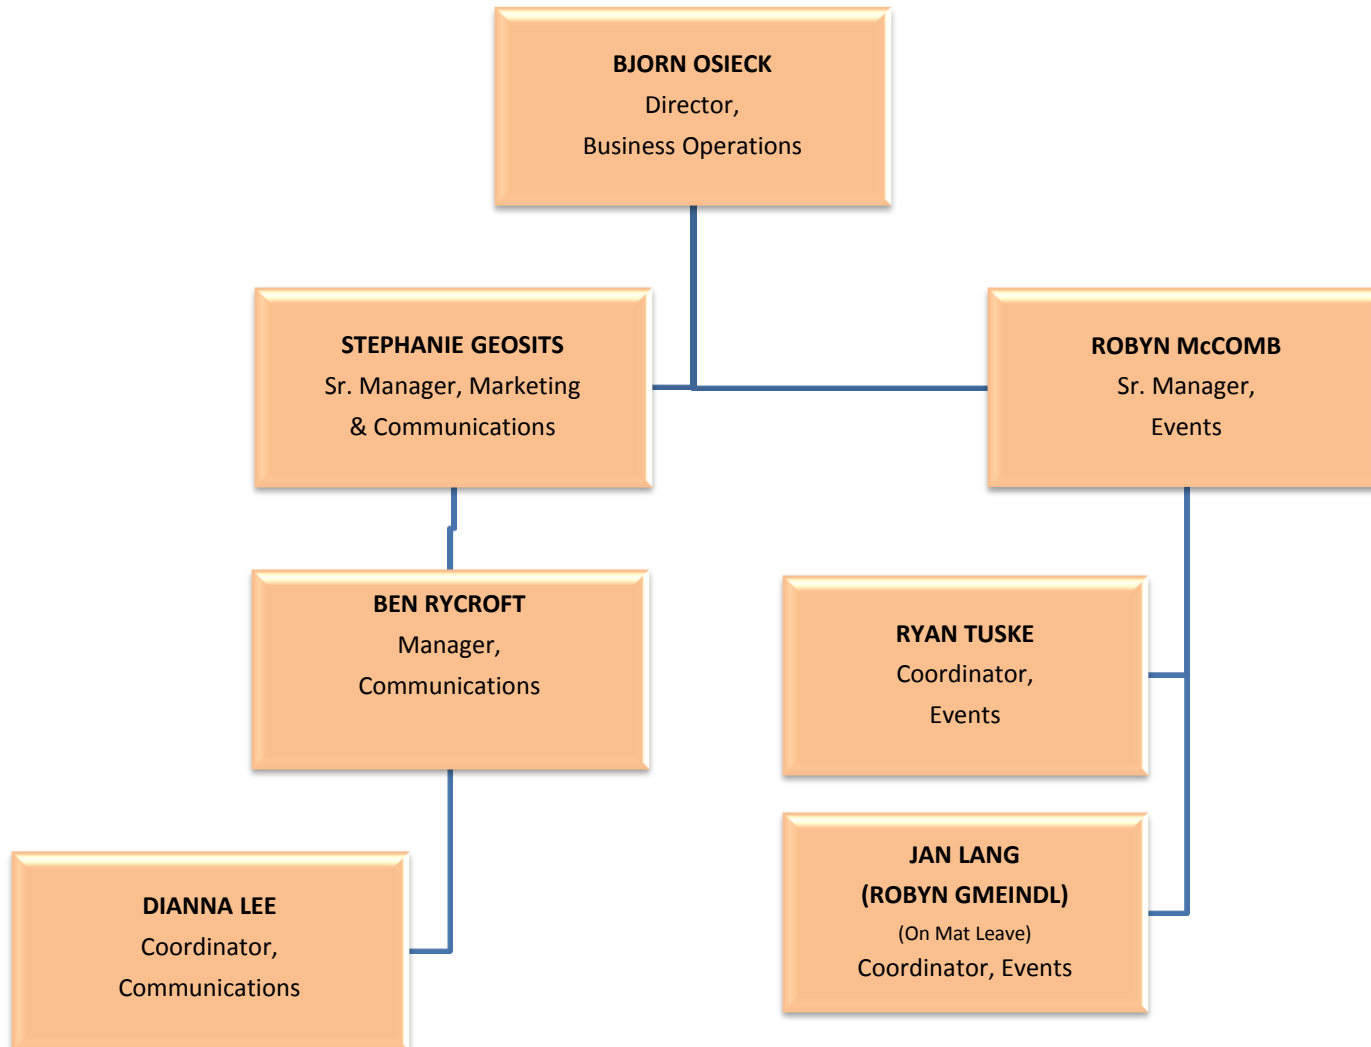 BJORN OSIECK
Director,
Business Operations
STEPHANIE GEOSITS
Sr. Manager, Marketing
& Communications
ROBYN McCOMB
Sr. Manager,
Events
BEN RYCROFT
Manager,
Communications
RYAN TUSKE
Coordinator,
Events
DIANNA LEE
Coordinator,
Communications
JAN LANG
(ROBYN GMEINDL)
(On Mat Leave)
Coordinator, Events